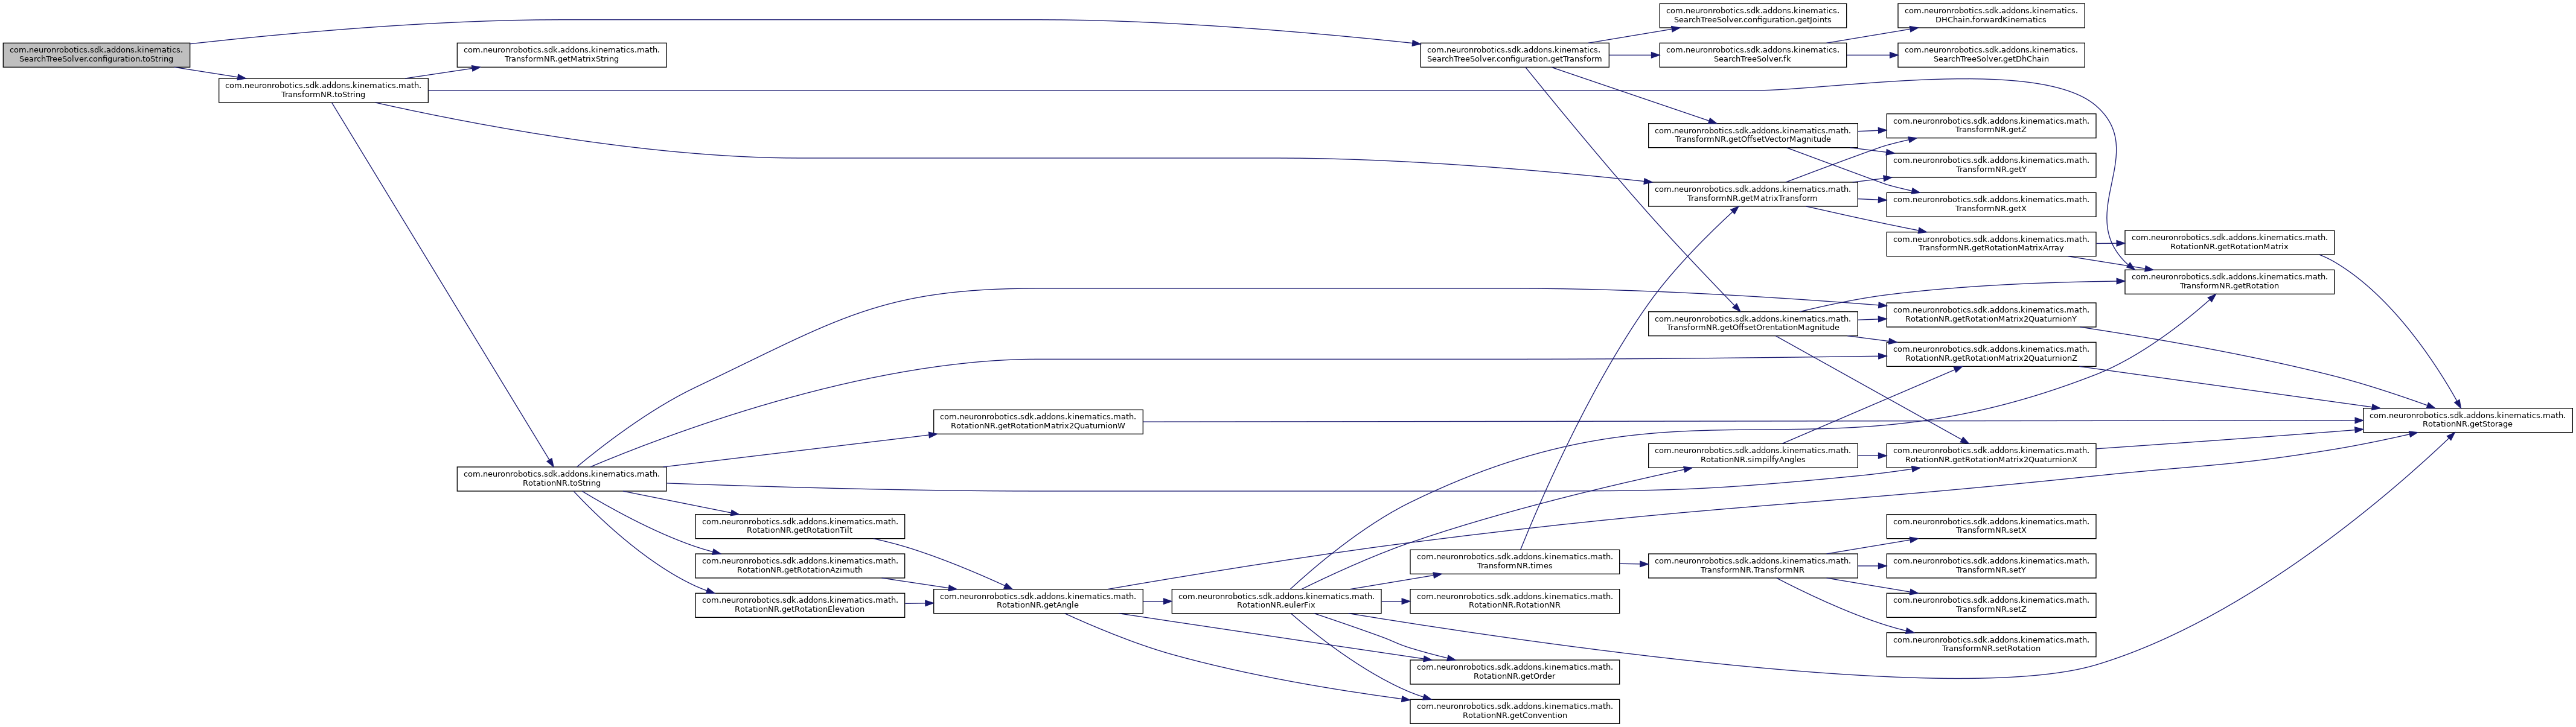 com.neuronrobotics.sdk.addons.kinematics.
SearchTreeSolver.configuration.toString
com.neuronrobotics.sdk.addons.kinematics.math.
TransformNR.toString
com.neuronrobotics.sdk.addons.kinematics.math.
TransformNR.getMatrixString
com.neuronrobotics.sdk.addons.kinematics.math.
RotationNR.toString
com.neuronrobotics.sdk.addons.kinematics.math.
RotationNR.getRotationTilt
com.neuronrobotics.sdk.addons.kinematics.math.
RotationNR.getRotationAzimuth
com.neuronrobotics.sdk.addons.kinematics.math.
RotationNR.getRotationElevation
com.neuronrobotics.sdk.addons.kinematics.math.
RotationNR.getRotationMatrix2QuaturnionW
com.neuronrobotics.sdk.addons.kinematics.math.
RotationNR.getAngle
com.neuronrobotics.sdk.addons.kinematics.math.
RotationNR.eulerFix
com.neuronrobotics.sdk.addons.kinematics.
SearchTreeSolver.configuration.getTransform
com.neuronrobotics.sdk.addons.kinematics.math.
TransformNR.times
com.neuronrobotics.sdk.addons.kinematics.math.
RotationNR.RotationNR
com.neuronrobotics.sdk.addons.kinematics.math.
RotationNR.getOrder
com.neuronrobotics.sdk.addons.kinematics.math.
RotationNR.getConvention
com.neuronrobotics.sdk.addons.kinematics.
SearchTreeSolver.configuration.getJoints
com.neuronrobotics.sdk.addons.kinematics.
SearchTreeSolver.fk
com.neuronrobotics.sdk.addons.kinematics.math.
TransformNR.getOffsetVectorMagnitude
com.neuronrobotics.sdk.addons.kinematics.math.
TransformNR.getMatrixTransform
com.neuronrobotics.sdk.addons.kinematics.math.
TransformNR.getOffsetOrentationMagnitude
com.neuronrobotics.sdk.addons.kinematics.math.
RotationNR.simpilfyAngles
com.neuronrobotics.sdk.addons.kinematics.math.
TransformNR.TransformNR
com.neuronrobotics.sdk.addons.kinematics.
DHChain.forwardKinematics
com.neuronrobotics.sdk.addons.kinematics.
SearchTreeSolver.getDhChain
com.neuronrobotics.sdk.addons.kinematics.math.
TransformNR.getZ
com.neuronrobotics.sdk.addons.kinematics.math.
TransformNR.getY
com.neuronrobotics.sdk.addons.kinematics.math.
TransformNR.getX
com.neuronrobotics.sdk.addons.kinematics.math.
TransformNR.getRotationMatrixArray
com.neuronrobotics.sdk.addons.kinematics.math.
RotationNR.getRotationMatrix2QuaturnionY
com.neuronrobotics.sdk.addons.kinematics.math.
RotationNR.getRotationMatrix2QuaturnionZ
com.neuronrobotics.sdk.addons.kinematics.math.
RotationNR.getRotationMatrix2QuaturnionX
com.neuronrobotics.sdk.addons.kinematics.math.
TransformNR.setX
com.neuronrobotics.sdk.addons.kinematics.math.
TransformNR.setY
com.neuronrobotics.sdk.addons.kinematics.math.
TransformNR.setZ
com.neuronrobotics.sdk.addons.kinematics.math.
TransformNR.setRotation
com.neuronrobotics.sdk.addons.kinematics.math.
RotationNR.getRotationMatrix
com.neuronrobotics.sdk.addons.kinematics.math.
TransformNR.getRotation
com.neuronrobotics.sdk.addons.kinematics.math.
RotationNR.getStorage